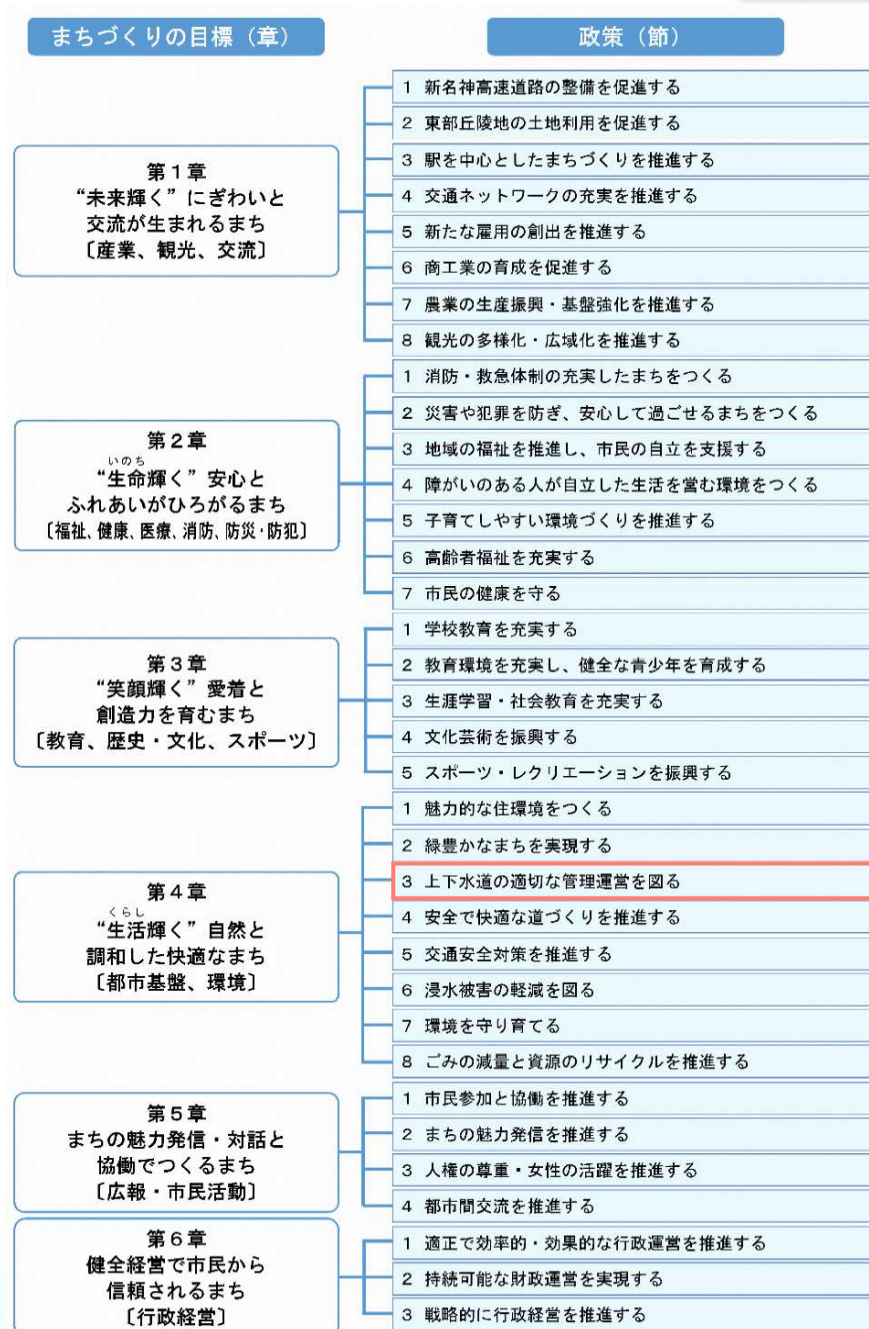 まちづくりの目標（章）
政策（節）
第1章
“未来輝く”にぎわいと
交流が生まれるまち
〔産業、観光、交流〕
1 新名神高速道路の整備を促進する
2 東部丘陵地の土地利用を促進する
3 駅を中心としたまちづくりを推進する
4 交通ネットワークの充実を推進する
5 新たな雇用の創出を推進する
6 商工業の育成を促進する
7 農業の生産振興・基盤強化を推進する
8 観光の多様化・広域化を推進する
第2章
いのち
“生命輝く”安心と
ふれあいがひろがるまち
〔福祉、健康、医療、消防、防災・防犯〕
1 消防・救急体制の充実したまちをつくる
2 災害や犯罪を防ぎ、安心して過ごせるまちをつくる
3 地域の福祉を推進し、市民の自立を支援する
4 障がいのある人が自立した生活を営む環境をつくる
5 子育てしやすい環境づくりを推進する
6 高齢者福祉を充実する
7 市民の健康を守る
第3章
“笑顔輝く”愛着と
創造力を育むまち
〔教育、歴史・文化、スポーツ〕
1 学校教育を充実する
2 教育環境を充実し、健全な青少年を育成する
3 生涯学習・社会教育を充実する
4 文化芸術を振興する
5 スポーツ・レクリエーションを振興する
第4章
くらし
“生活輝く”自然と
調和した快適なまち
〔都市基盤、環境〕
1 魅力的な住環境をつくる
2 緑豊かなまちを実現する
3 上下水道の適切な管理運営を図る
4 安全で快適な道づくりを推進する
5 交通安全対策を推進する
6 浸水被害の軽減を図る
7 環境を守り育てる
8 ごみの減量と資源のリサイクルを推進する
第5章
まちの魅力発信・対話と
協働でつくるまち
〔広報・市民活動〕
1 市民参加と協働を推進する
2 まちの魅力発信を推進する
3 人権の尊重・女性の活躍を推進する
4 都市間交流を推進する
第6章
健全経営で市民から
信頼されるまち
〔行政経営〕
1 適正で効率的・効果的な行政運営を推進する
2 持続可能な財政運営を実現する
3 戦略的に行政経営を推進する